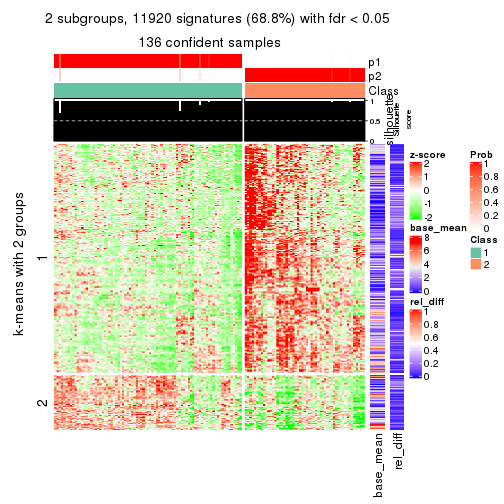 2 subgroups, 11920 signatures (68.8%) with fdr < 0.05
136 confident samples
p1
p2
Class
silhouette
1
0.5
0
Silhouette
score
k-means with 2 groups
1
2
base_mean
rel_diff
z-score
2
1
0
-1
-2
base_mean
8
6
4
2
0
rel_diff
1
0.8
0.6
0.4
0.2
0
Prob
1
0.8
0.6
0.4
0.2
0
Class
1
2